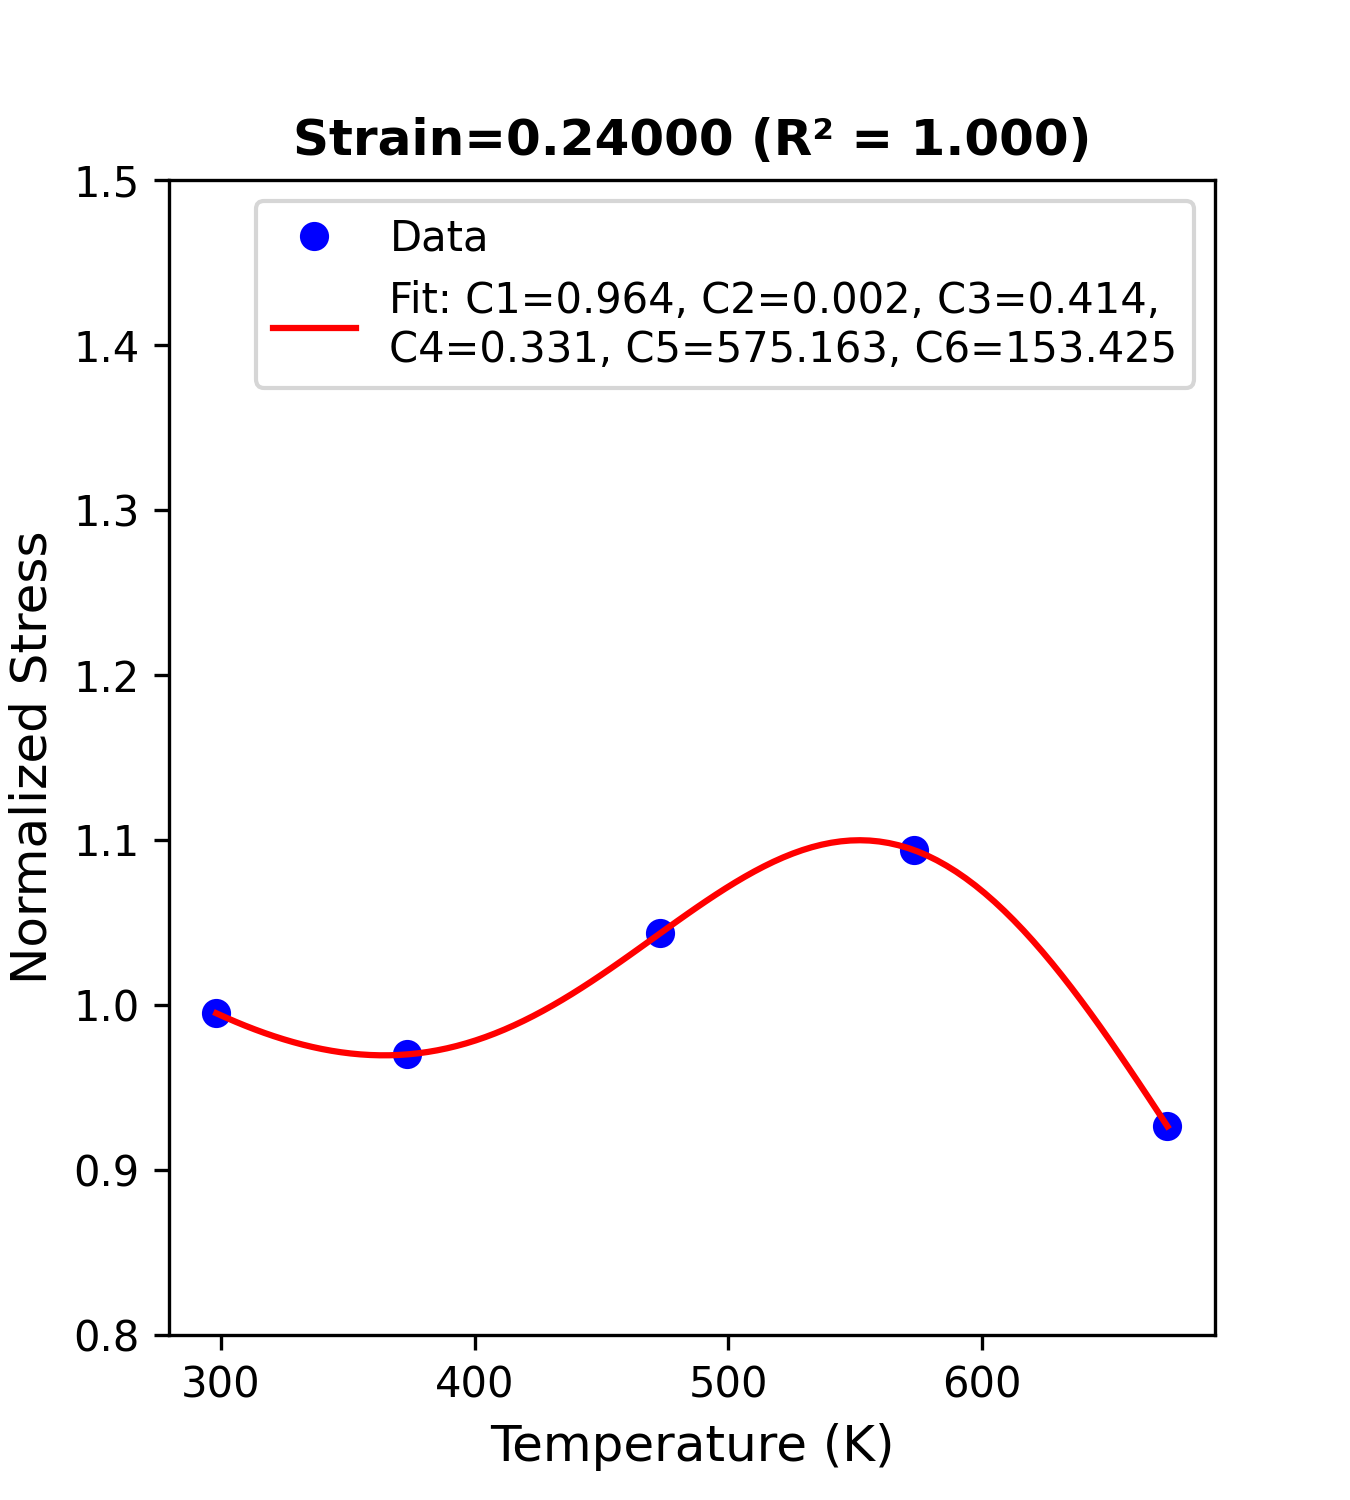 Strain=0.24000 (R² = 1.000)
Data
Fit: C1=0.964, C2=0.002, C3=0.414,
C4=0.331, C5=575.163, C6=153.425
1.5
1.4
1.3
1.2
1.1
1.0
0.9
0.8
Normalized Stress
300 400 500 600
Temperature (K)